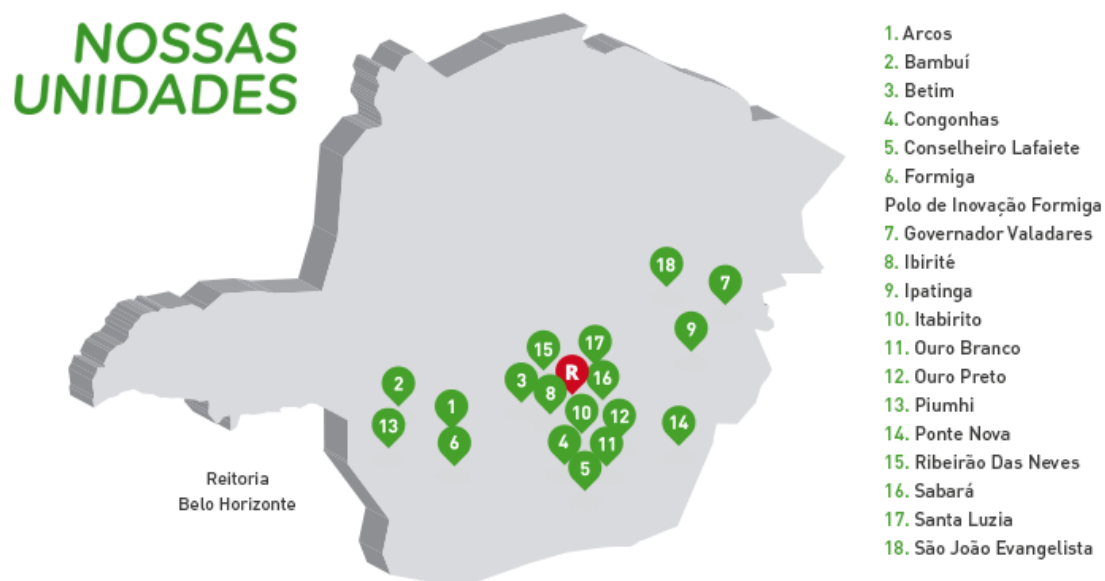 NOSSAS
UNIDADES
1. Arcos
2. Bambuí
3. Betim
4. Congonhas
5. Conselheiro Lafaiete
6. Formiga
Polo de Inovação Formiga
7. Governador Valadares
8. Ibirité
9. Ipatinga
10. Itabirito
11. Ouro Branco
12. Ouro Preto
13. Piumhi
14. Ponte Nova
15. Ribeirão Das Neves
16. Sabará
17. Santa Luzia
18. São João Evangelista
18
7
9
17
15
R
16
3
2
8
1
10
12
14
13
4
11
6
5
Reitoria
Belo Horizonte